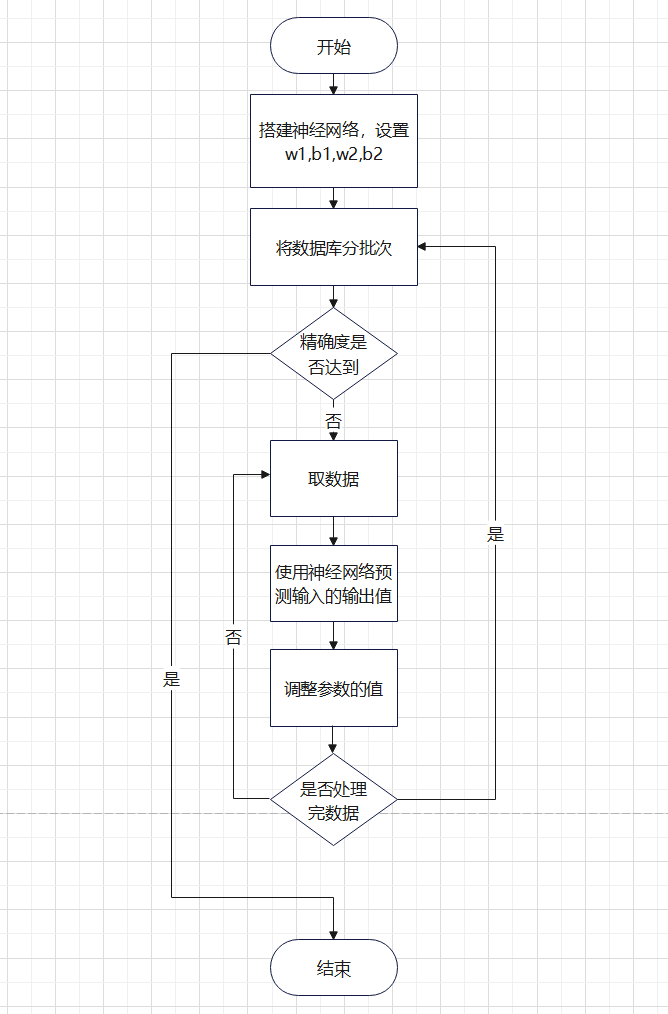 开始
搭建神经网络，设置
w1,b1,w2,b2
将数据库分批次
精确度是
否达到
否
取数据
是
使用神经网络预
测输入的输出值
否
是
调整参数的值
是否处理
完数据
结束